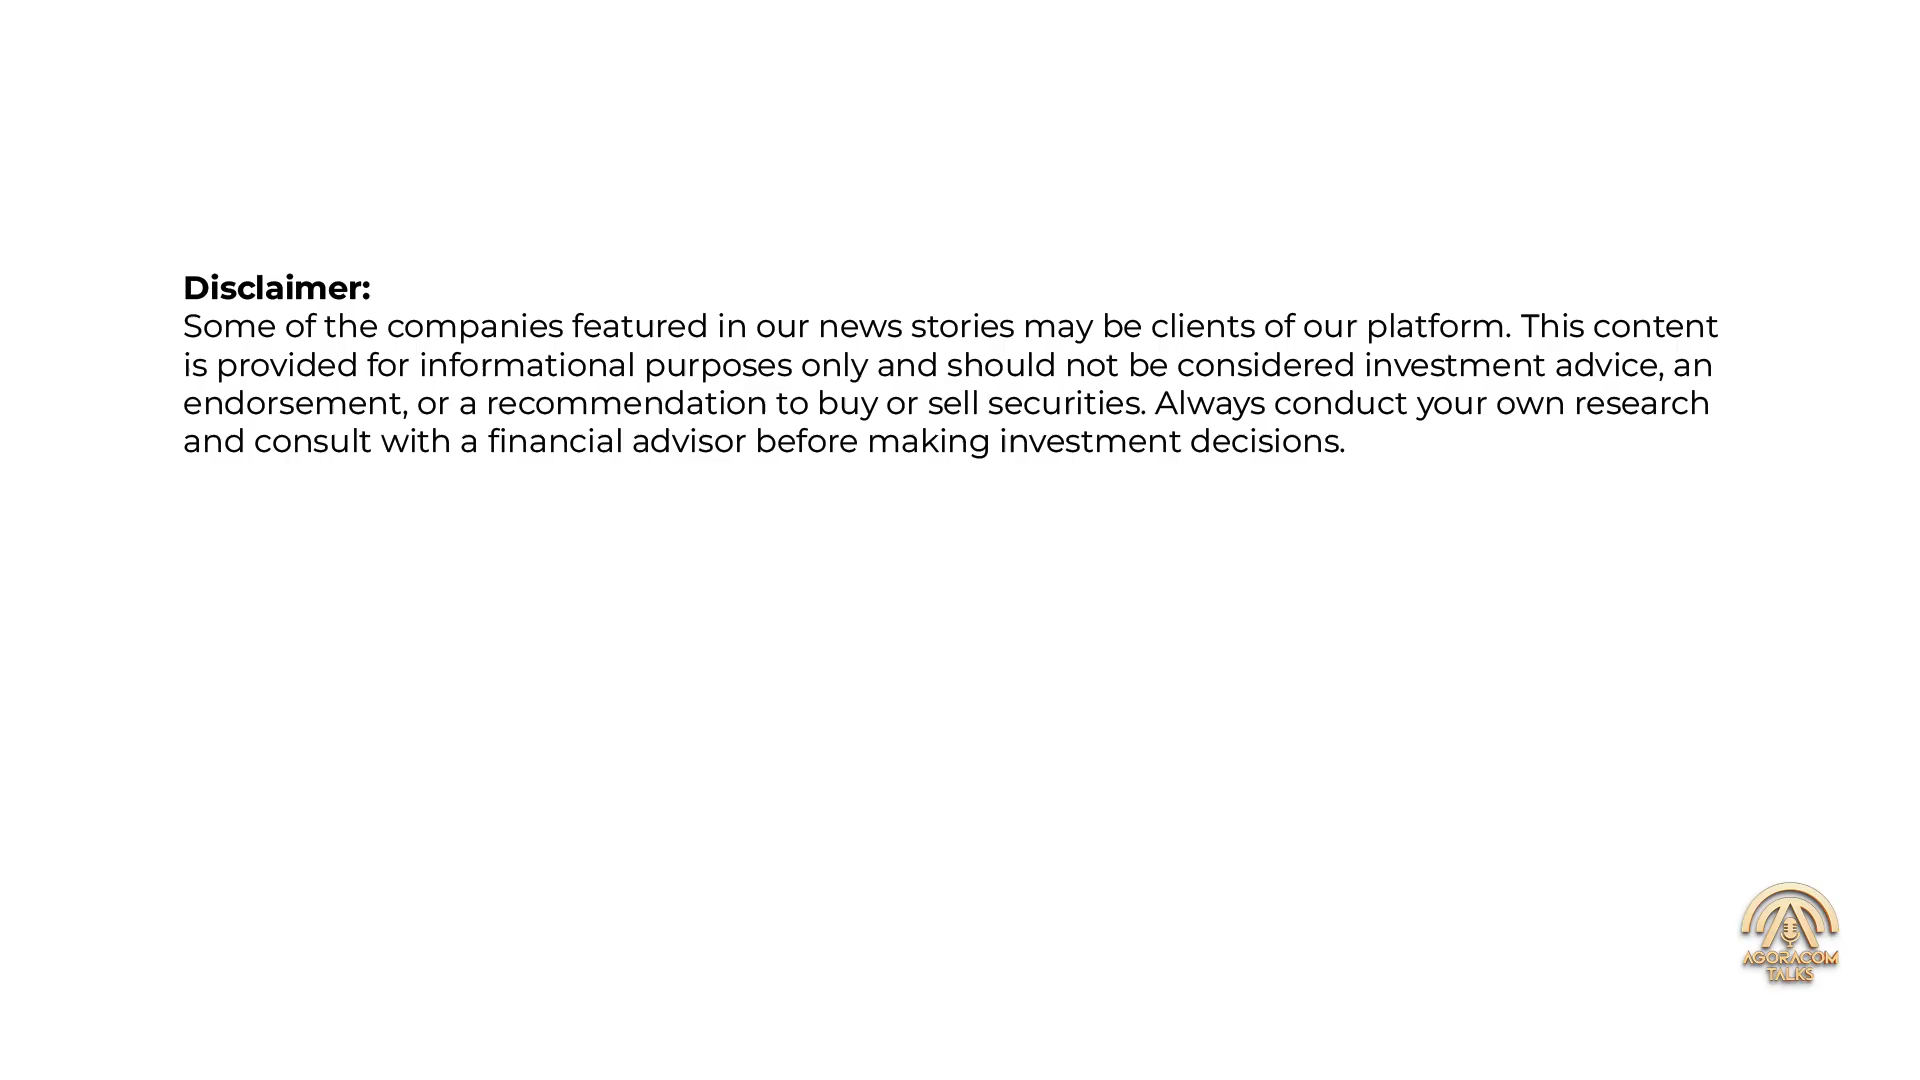 Disclaimer:
Some of the companies featured in our news stories may be clients of our platform. This content
is provided for informational purposes only and should not be considered investment advice, an
endorsement, or a recommendation to buy or sell securities. Always conduct your own research
and consult with a financial advisor before making investment decisions.
AGORACOM
TALKS